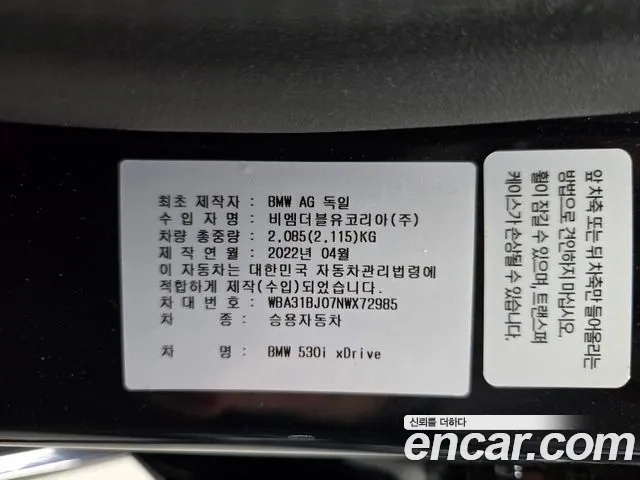 최초 제작자 : BMW AG 독일
수 입 자 명 : 비엠더블유코리아(주)
차량 총중량 : 2.085(2.115)KG
제 작 연 월 : 2022년 04월
이 자동차는 대한민국 자동차관리법령에
적합하게 제작(수입)되었습니다.
차 대 번 호 : WBA31BJ07NWX72985
차 종 : 승용자동차
차 명 : BMW 530i xDrive
앞 차축 또는 뒤 차축만 들어올리는
방법으로 견인하지 마십시오.
휠이 잠길 수 있으며, 트랜스퍼
케이스가 손상될 수 있습니다.
신뢰를 더하다
encar.com